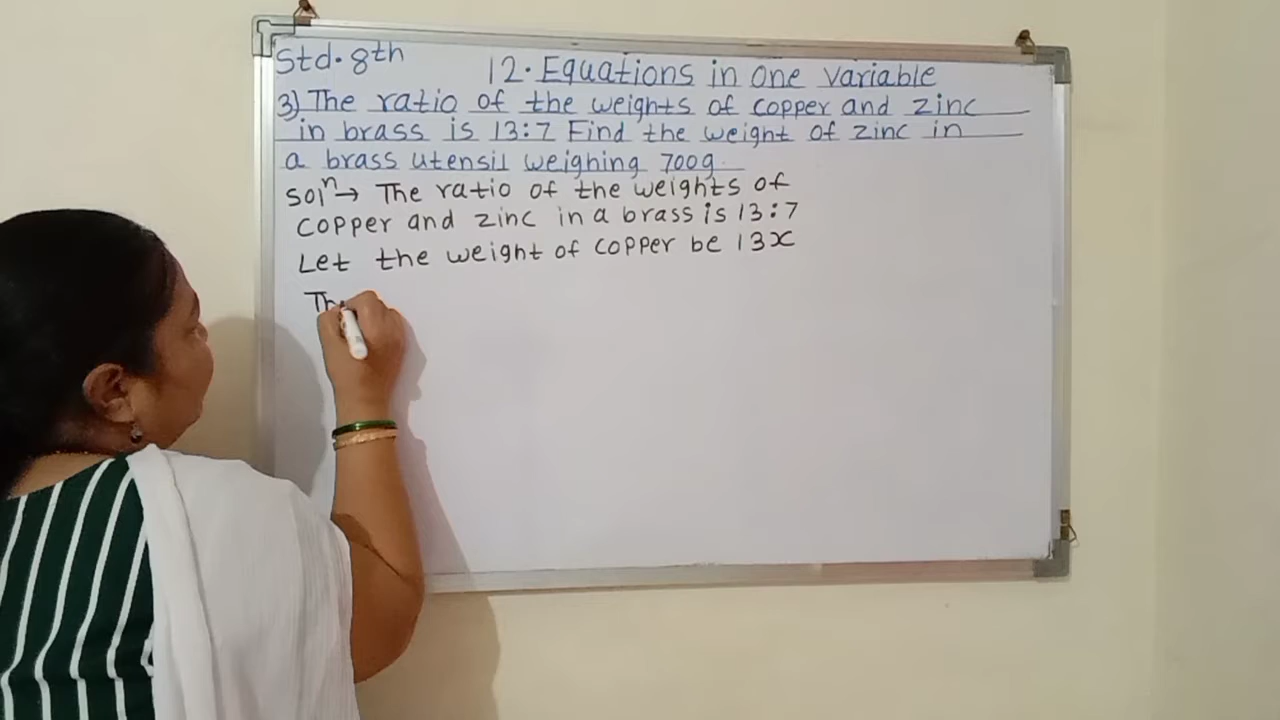 Std. 8th
12. Equations in one variable
3) The ratio of the weights of copper and zinc
in brass is 13:7 Find the weight of zinc in
a brass utensil weighing 700g.
Solⁿ → The ratio of the weights of
copper and zinc in a brass is 13:7
Let the weight of copper be 13x